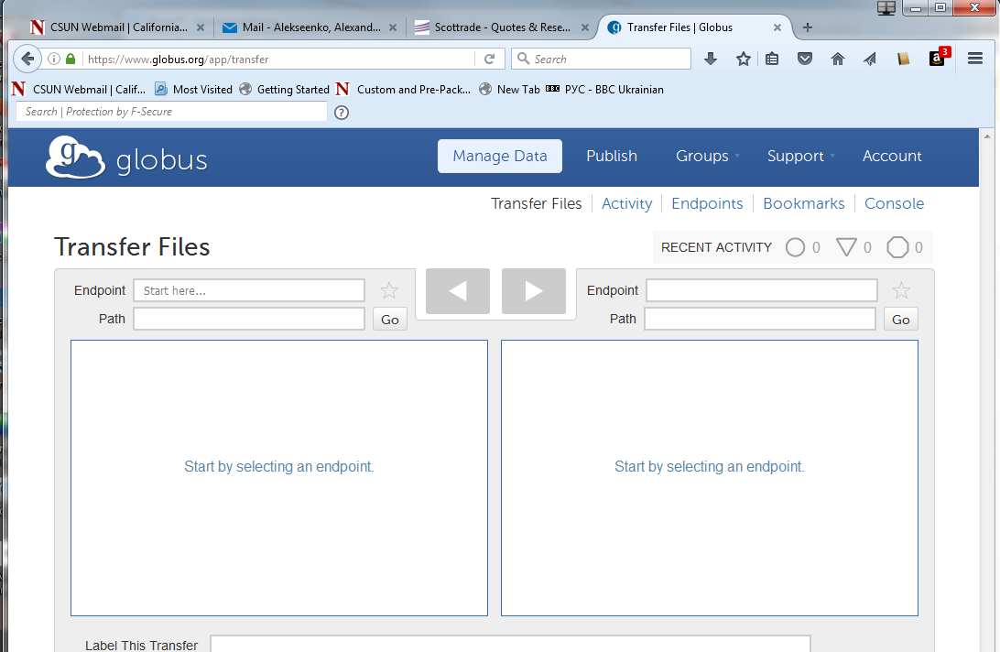 CSUN Webmail | California... Mail - Alekseenko, Alexand... Scottrade - Quotes & Rese... Transfer Files | Globus
https://www.globus.org/app/transfer Search 3
CSUN Webmail | Calif... Most Visited Getting Started Custom and Pre-Pack... New Tab BBC РУС - BBC Ukrainian
Search | Protection by F-Secure
globus Manage Data Publish Groups Support Account
Transfer Files Activity Endpoints Bookmarks Console
Transfer Files RECENT ACTIVITY 0 0 0
Endpoint Start here... Endpoint
Path Go Path Go
Start by selecting an endpoint. Start by selecting an endpoint.
Label This Transfer